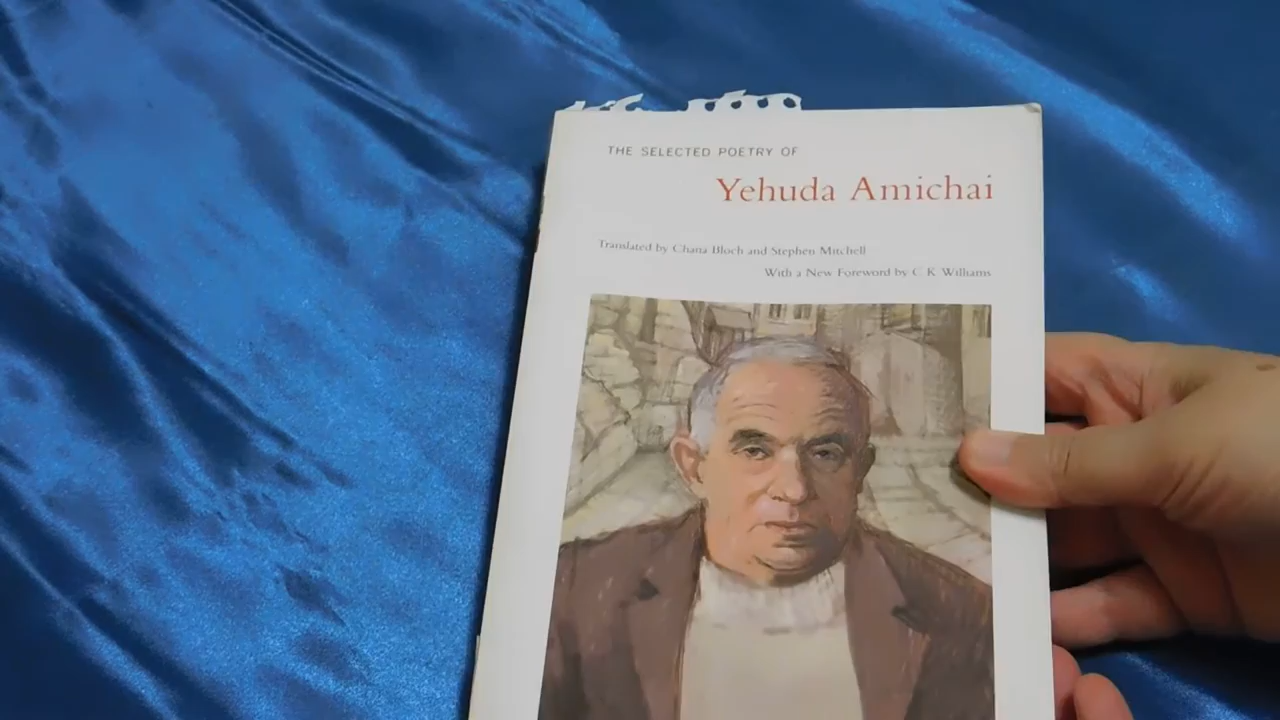 THE SELECTED POETRY OF
Yehuda Amichai
Translated by Chana Bloch and Stephen Mitchell
With a New Foreword by C. K. Williams